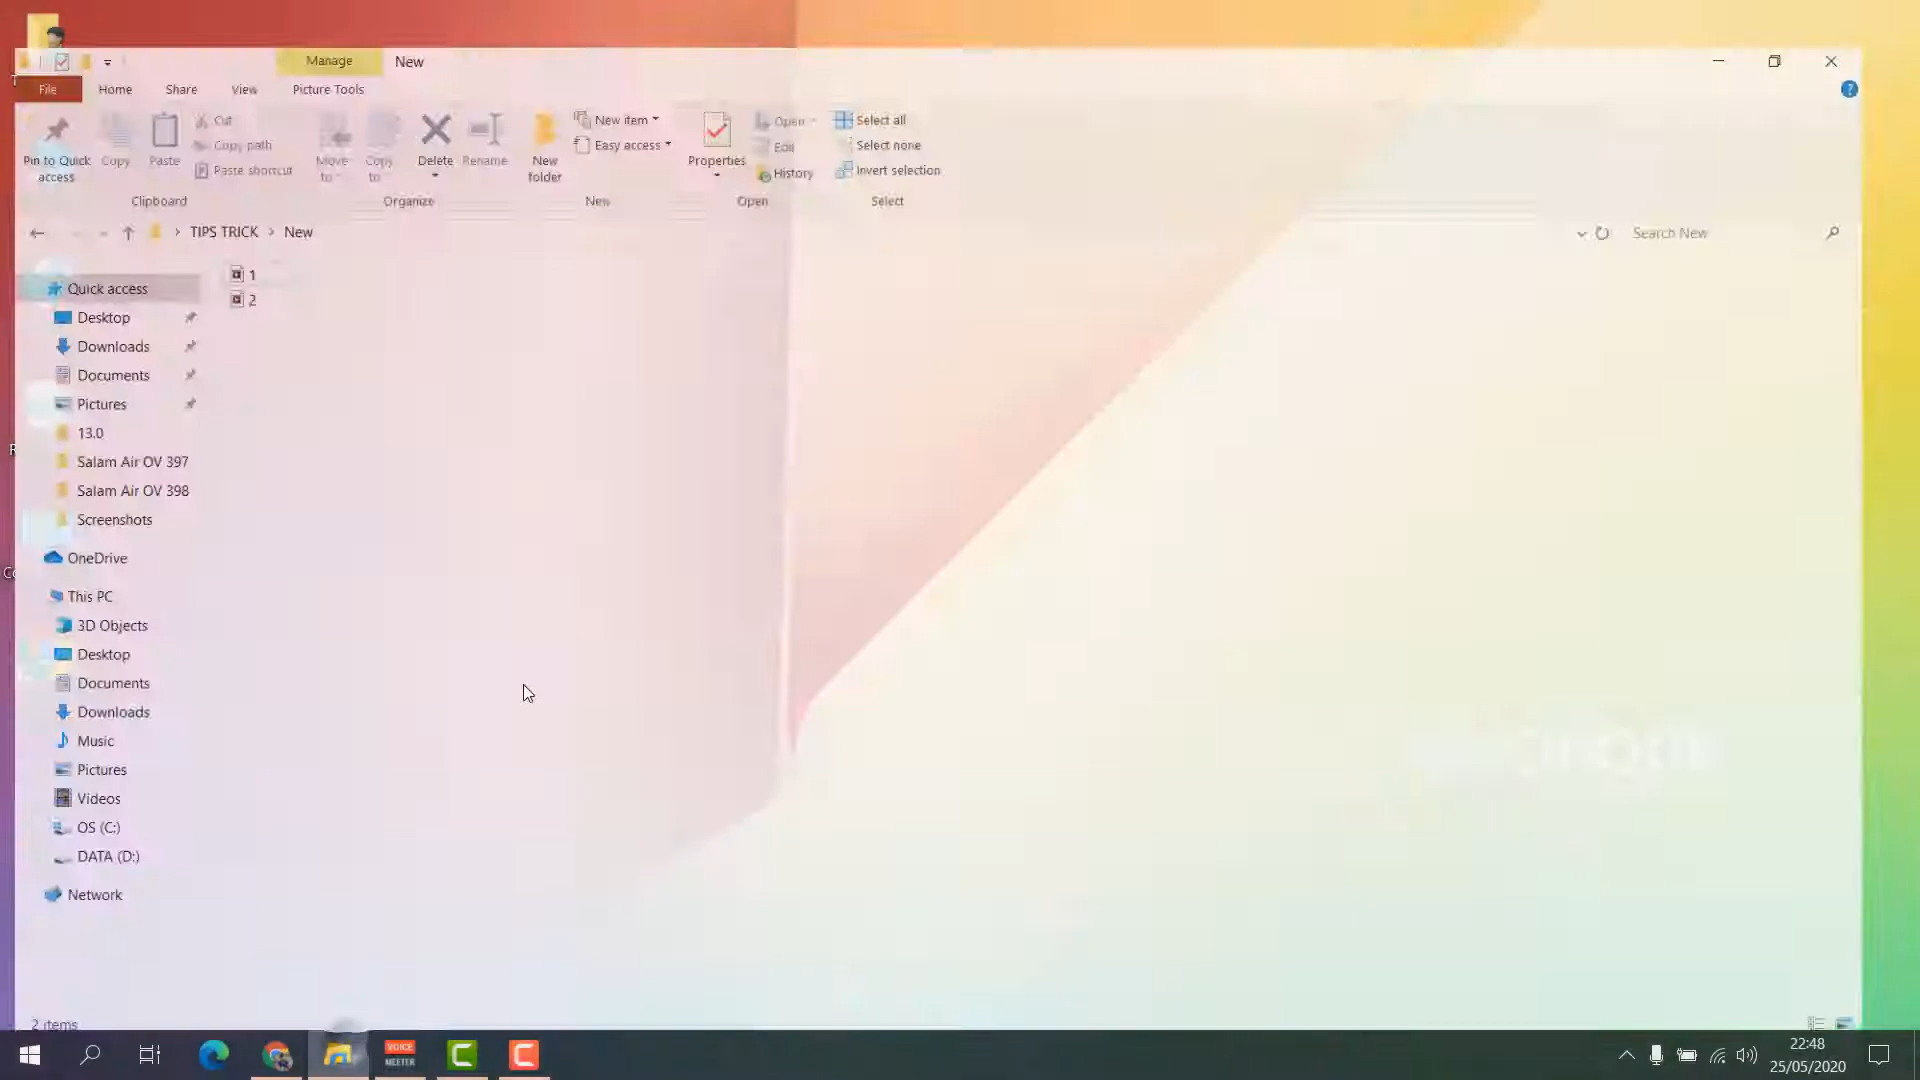 Manage New
File Home Share View Picture Tools
Pin to Quick access
Copy
Paste
Cut
Copy path
Paste shortcut
Clipboard
Move to
Copy to
Delete
Rename
Organize
New folder
New item
Easy access
New
Properties
Open
Edit
History
Open
Select all
Select none
Invert selection
Select
TIPS TRICK > New
Search New
Quick access
Desktop
Downloads
Documents
Pictures
13.0
Salam Air OV 397
Salam Air OV 398
Screenshots
OneDrive
This PC
3D Objects
Desktop
Documents
Downloads
Music
Pictures
Videos
OS (C:)
DATA (D:)
Network
1
2
2 items
VOICE
MEETER
22:48
25/05/2020